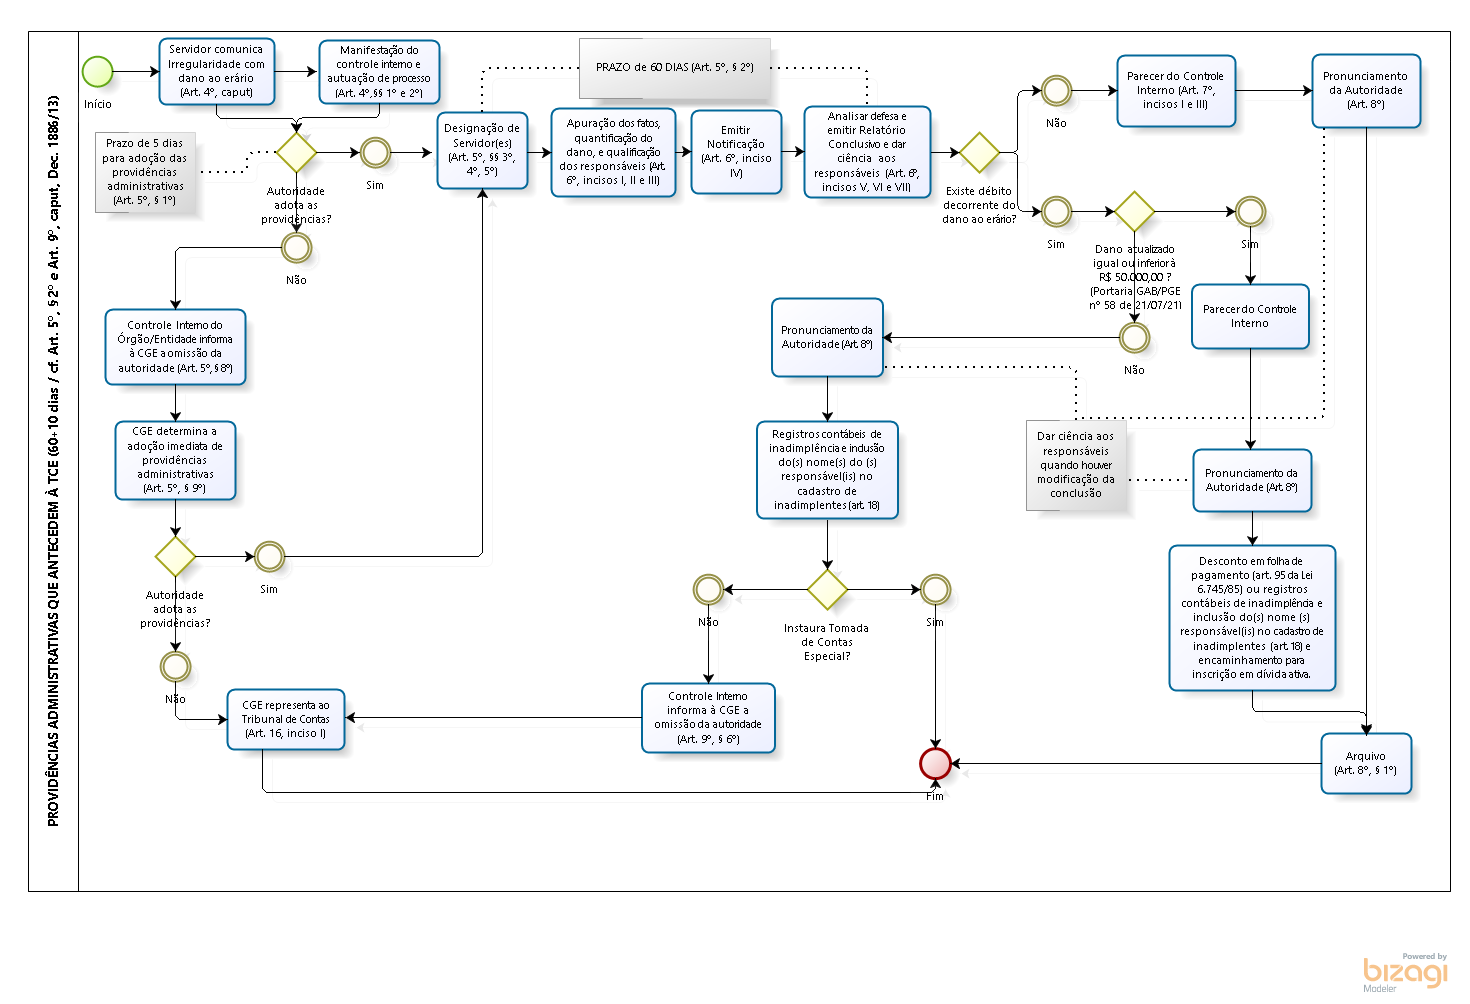 PROVIDÊNCIAS ADMINISTRATIVAS QUE ANTECEDEM À TCE (60+10 dias / cf. Art. 5º, § 2º e Art. 9º, caput, Dec. 1886/13)
Início
Servidor comunica
Irregularidade com
dano ao erário
(Art. 4º, caput)
Manifestação do
controle interno e
autuação de processo
(Art. 4º,§§ 1º e 2º)
Prazo de 5 dias
para adoção das
providências
administrativas
(Art. 5º, § 1º)
Autoridade
adota as
providências?
Sim
Não
PRAZO de 60 DIAS (Art. 5º, § 2º)
Designação de
Servidor(es)
(Art. 5º, §§ 3º,
4º, 5º)
Apuração dos fatos,
quantificação do
dano, e qualificação
dos responsáveis (Art.
6º, incisos I, II e III)
Emitir
Notificação
(Art. 6º, inciso
IV)
Analisar defesa e
emitir Relatório
Conclusivo e dar
ciência aos
responsáveis (Art. 6º,
incisos V, VI e VII)
Existe débito
decorrente do
dano ao erário?
Não
Parecer do Controle
Interno (Art. 7º,
incisos I e III)
Pronunciamento
da Autoridade
(Art. 8º)
Sim
Dano atualizado
igual ou inferior à
R$ 50.000,00 ?
(Portaria GAB/PGE
nº 58 de 21/07/21)
Sim
Não
Parecer do Controle
Interno
Controle Interno do
Órgão/Entidade informa
à CGE a omissão da
autoridade (Art. 5º, § 8º)
CGE determina a
adoção imediata de
providências
administrativas
(Art. 5º, § 9º)
Autoridade
adota as
providências?
Sim
Não
CGE representa ao
Tribunal de Contas
(Art. 16, inciso I)
Pronunciamento da
Autoridade (Art. 8º)
Registros contábeis de
inadimplência e inclusão
do(s) nome(s) do (s)
responsável(is) no
cadastro de
inadimplentes (art. 18)
Instaura Tomada
de Contas
Especial?
Não
Sim
Controle Interno
informa à CGE a
omissão da autoridade
(Art. 9º, § 6º)
Dar ciência aos
responsáveis
quando houver
modificação da
conclusão
Pronunciamento da
Autoridade (Art. 8º)
Desconto em folha de
pagamento (art. 95 da Lei
6.745/85) ou registros
contábeis de inadimplência e
inclusão do(s) nome (s)
responsável(is) no cadastro de
inadimplentes (art. 18) e
encaminhamento para
inscrição em dívida ativa.
Arquivo
(Art. 8º, § 1º)
Fim
Powered by
bizagi
Modeler